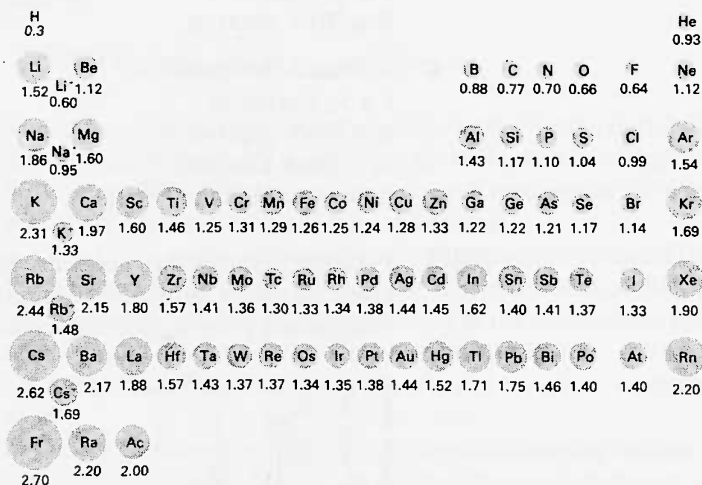 H He
0.3 0.93
Li Be B C N O F Ne
1.52 Li⁺ 1.12 0.88 0.77 0.70 0.66 0.64 1.12
0.60
Na Mg Al Si P S Cl Ar
1.86 Na⁺ 1.60 1.43 1.17 1.10 1.04 0.99 1.54
0.95
K Ca Sc Ti V Cr Mn Fe Co Ni Cu Zn Ga Ge As Se Br Kr
2.31 K⁺ 1.97 1.60 1.46 1.25 1.31 1.29 1.26 1.25 1.24 1.28 1.33 1.22 1.22 1.21 1.17 1.14 1.69
1.33
Rb Sr Y Zr Nb Mo Tc Ru Rh Pd Ag Cd In Sn Sb Te I Xe
2.44 Rb⁺ 2.15 1.80 1.57 1.41 1.36 1.30 1.33 1.34 1.38 1.44 1.45 1.62 1.40 1.41 1.37 1.33 1.90
1.48
Cs Ba La Hf Ta W Re Os Ir Pt Au Hg Tl Pb Bi Po At Rn
2.62 Cs⁺ 2.17 1.88 1.57 1.43 1.37 1.37 1.34 1.35 1.38 1.44 1.52 1.71 1.75 1.46 1.40 1.40 2.20
1.69
Fr Ra Ac
2.70 2.20 2.00